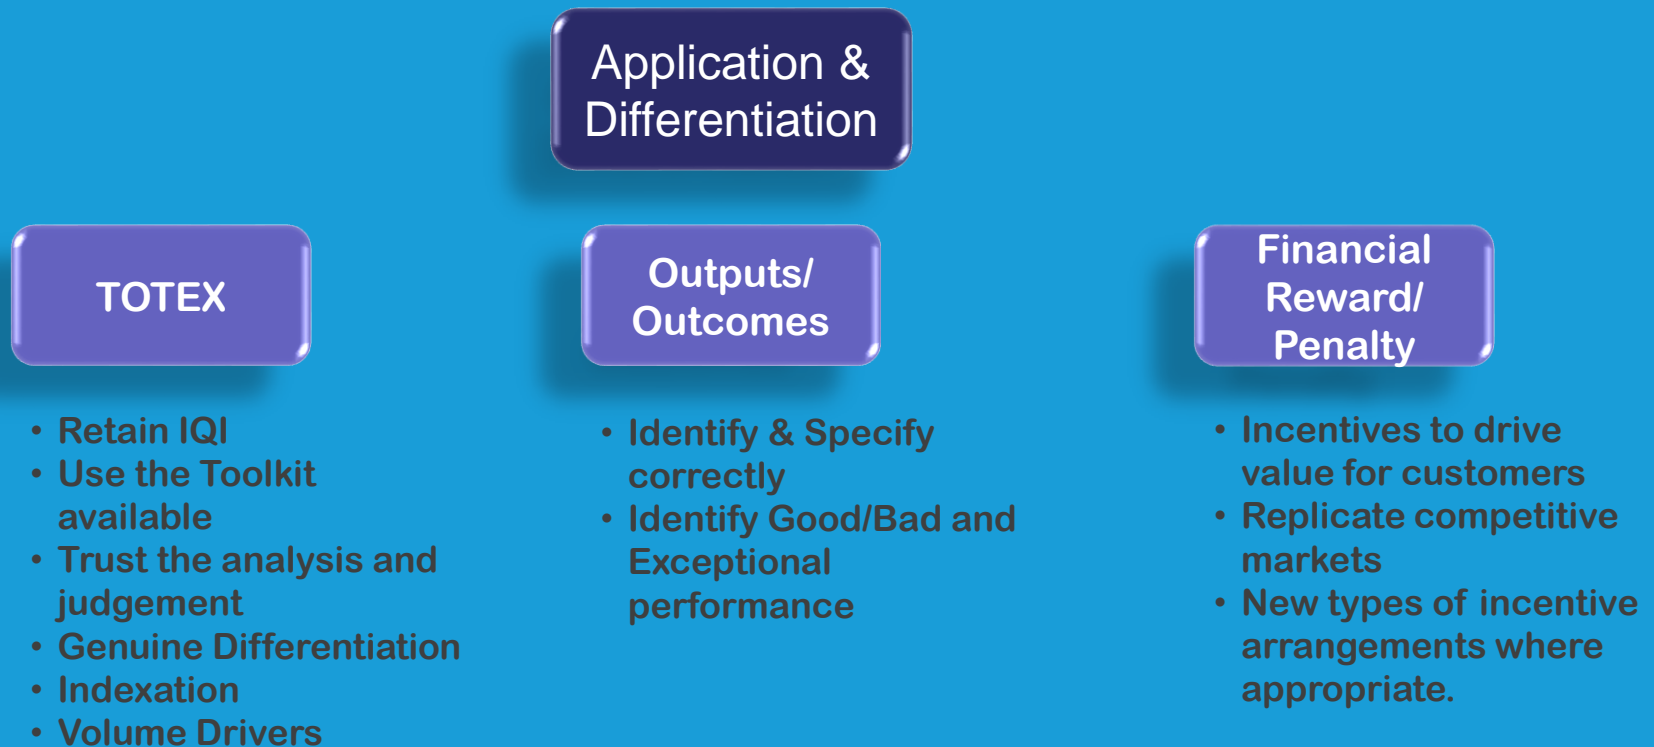 Application &
Differentiation
TOTEX
• Retain IQI
• Use the Toolkit
available
• Trust the analysis and
judgement
• Genuine Differentiation
• Indexation
• Volume Drivers
Outputs/
Outcomes
• Identify & Specify
correctly
• Identify Good/Bad and
Exceptional
performance
Financial
Reward/
Penalty
• Incentives to drive
value for customers
• Replicate competitive
markets
• New types of incentive
arrangements where
appropriate.